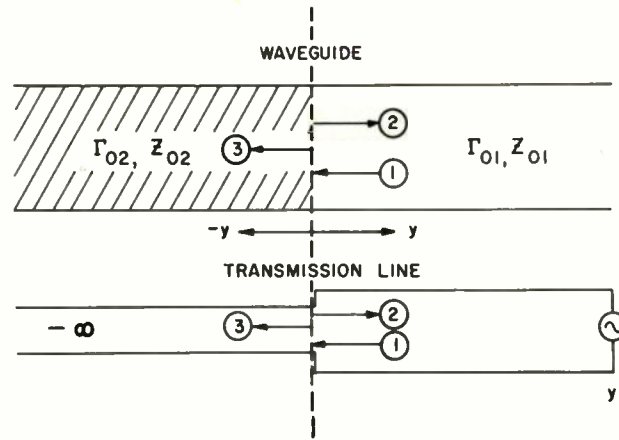 WAVEGUIDE
Γ02, Z02
3
2
1
Γ01, Z01
-y
y
TRANSMISSION LINE
- ∞
3
2
1
y